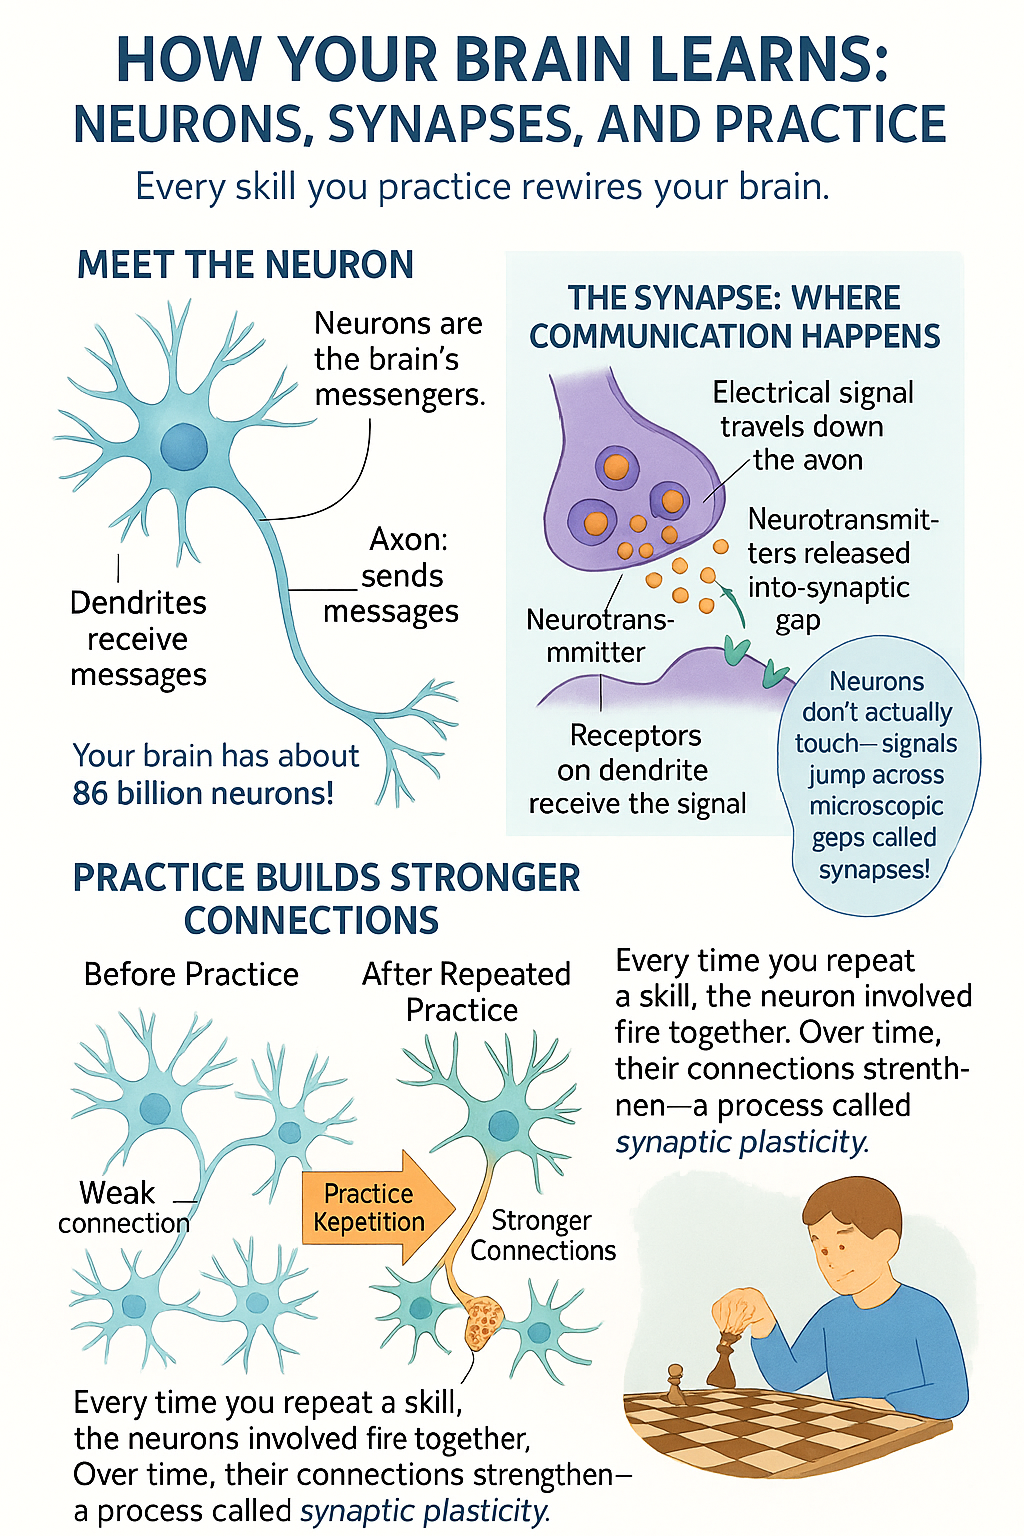 HOW YOUR BRAIN LEARNS:
NEURONS, SYNAPSES, AND PRACTICE
Every skill you practice rewires your brain.
MEET THE NEURON
Neurons are
the brain's
messengers.
Axon:
sends
messages
Dendrites
receive
messages
Your brain has about
86 billion neurons!
THE SYNAPSE: WHERE
COMMUNICATION HAPPENS
Electrical signal
travels down
the avon
Neurotransmit-
ters released
into-synaptic
gap
Neurotrans-
mmitter
Receptors
on dendrite
receive the signal
Neurons
don't actually
touch—signals
jump across
microscopic
geps called
synapses!
PRACTICE BUILDS STRONGER
CONNECTIONS
Before Practice
After Repeated
Practice
Weak
connection
Practice
Kepetition
Stronger
Connections
Every time you repeat
a skill, the neuron involved
fire together. Over time,
their connections strenth-
nen—a process called
synaptic plasticity.
Every time you repeat a skill,
the neurons involved fire together,
Over time, their connections strengthen—
a process called synaptic plasticity.